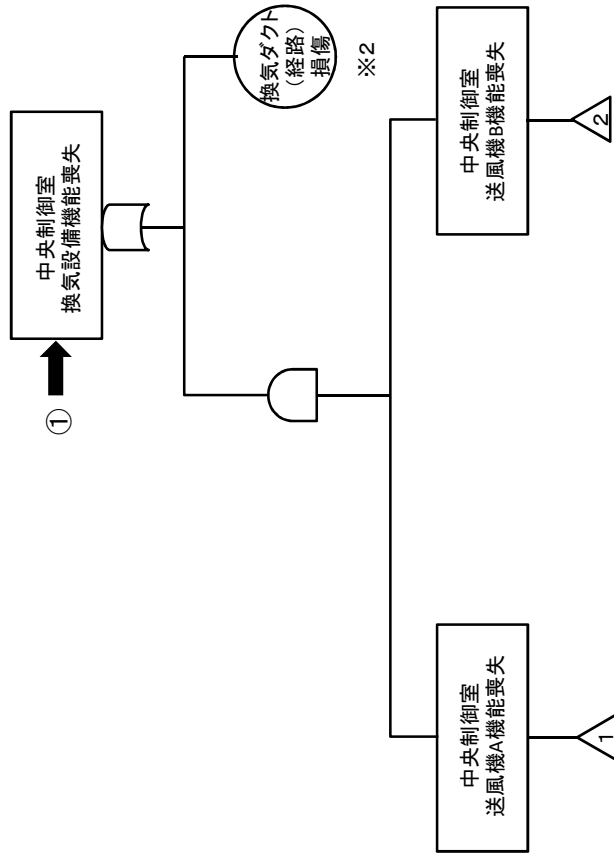 ①
中央制御室
換気設備機能喪失
換気ダクト
(経路)
損傷
※2
中央制御室
送風機A機能喪失
中央制御室
送風機B機能喪失
1
2